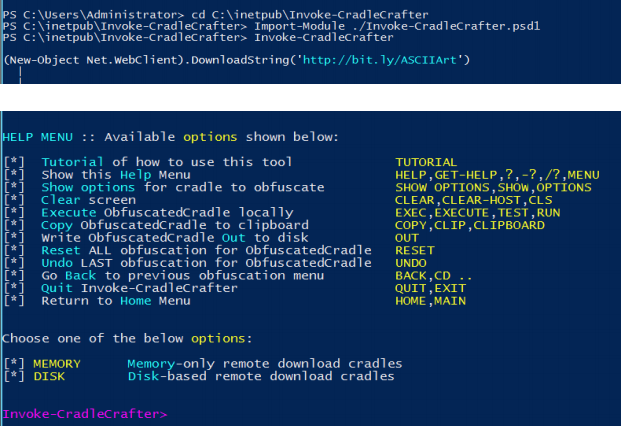 PS C:\Users\Administrator> cd C:\inetpub\Invoke-CradleCrafter
PS C:\inetpub\Invoke-CradleCrafter> Import-Module ./Invoke-CradleCrafter.psd1
PS C:\inetpub\Invoke-CradleCrafter> Invoke-CradleCrafter
(New-Object Net.WebClient).DownloadString('http://bit.ly/ASCIIArt')
|
|
HELP MENU :: Available options shown below:
[*] Tutorial of how to use this tool TUTORIAL
[*] Show this Help Menu HELP,GET-HELP,?,-?,/?,MENU
[*] Show options for cradle to obfuscate SHOW OPTIONS,SHOW,OPTIONS
[*] Clear screen CLEAR,CLEAR-HOST,CLS
[*] Execute ObfuscatedCradle locally EXEC,EXECUTE,TEST,RUN
[*] Copy ObfuscatedCradle to clipboard COPY,CLIP,CLIPBOARD
[*] Write ObfuscatedCradle Out to disk OUT
[*] Reset ALL obfuscation for ObfuscatedCradle RESET
[*] Undo LAST obfuscation for ObfuscatedCradle UNDO
[*] Go Back to previous obfuscation menu BACK,CD ..
[*] Quit Invoke-CradleCrafter QUIT,EXIT
[*] Return to Home Menu HOME,MAIN
Choose one of the below options:
[*] MEMORY Memory-only remote download cradles
[*] DISK Disk-based remote download cradles
Invoke-CradleCrafter>